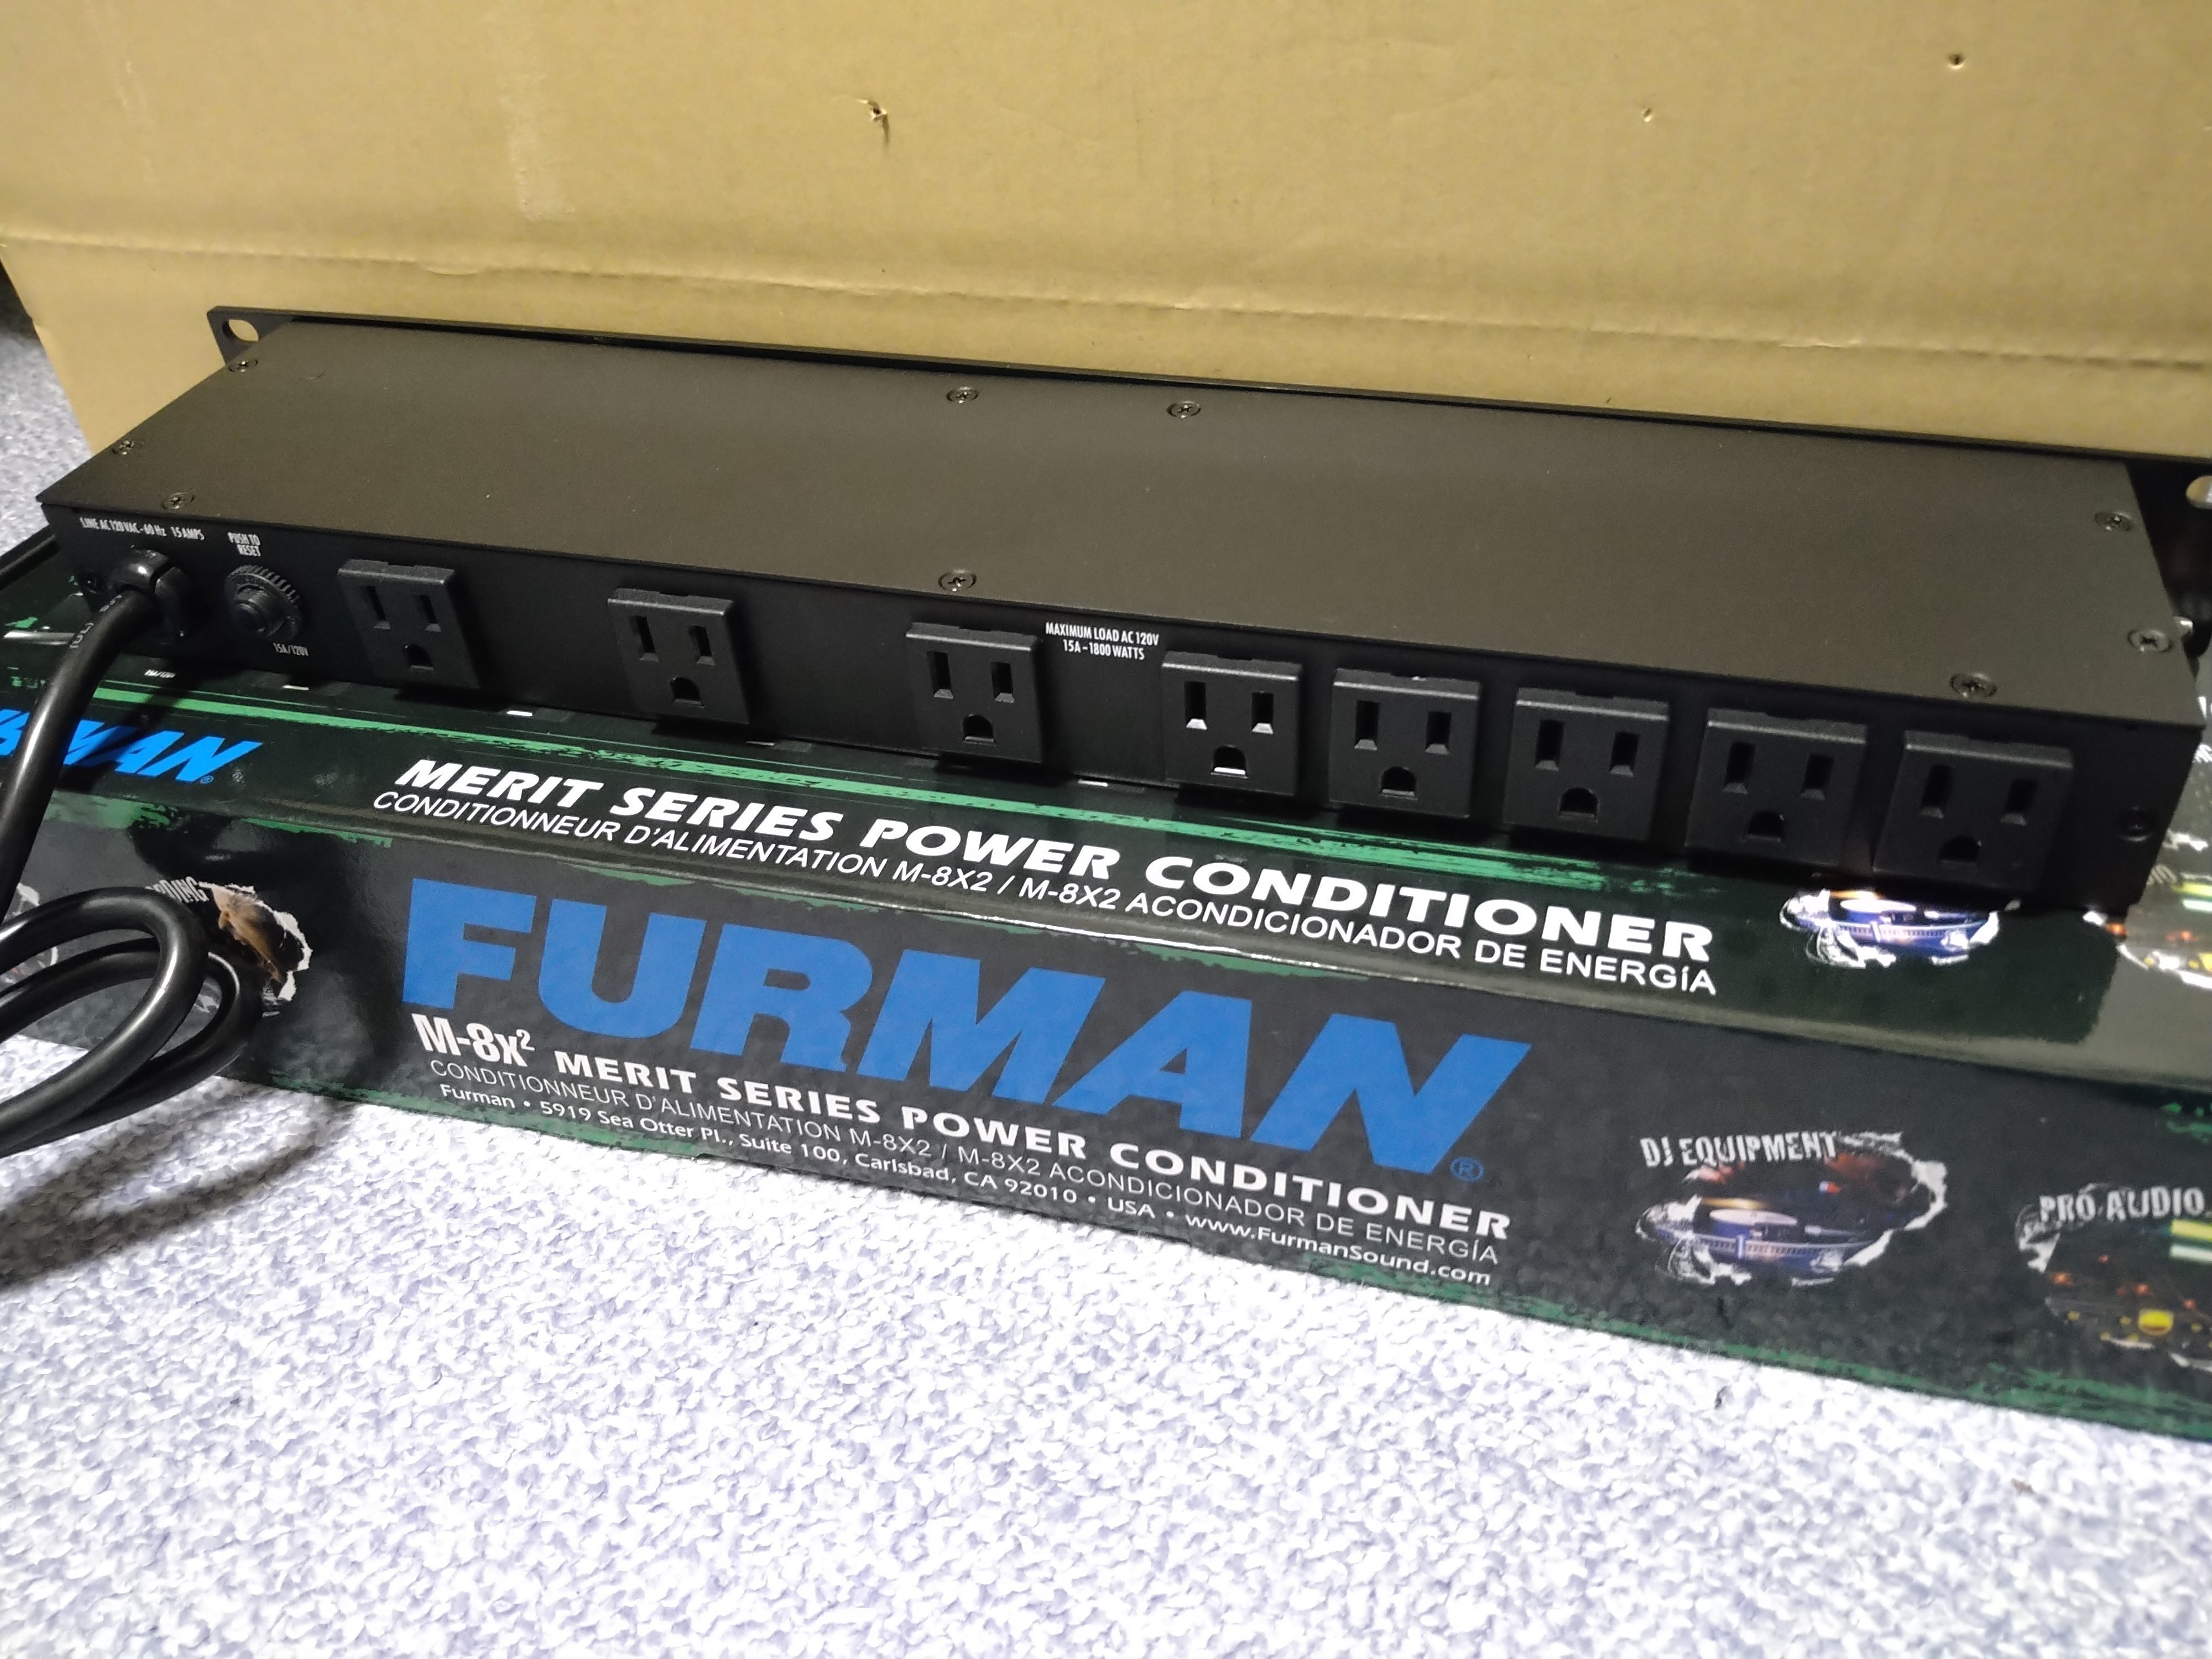 LINE AC 120 VAC-60 Hz 15 AMPS
PUSH TO
RESET
15A/120V
MAXIMUM LOAD AC 120V
15A-1800 WATTS
MERIT SERIES POWER CONDITIONER
CONDITIONNEUR D'ALIMENTATION M-8X2 / M-8X2 ACONDICIONADOR DE ENERGÍA
FURMAN®
M-8x² MERIT SERIES POWER CONDITIONER
CONDITIONNEUR D'ALIMENTATION M-8X2 / M-8X2 ACONDICIONADOR DE ENERGÍA
Furman • 5919 Sea Otter Pl., Suite 100, Carlsbad, CA 92010 • USA • www.FurmanSound.com
DJ EQUIPMENT
PRO AUDIO